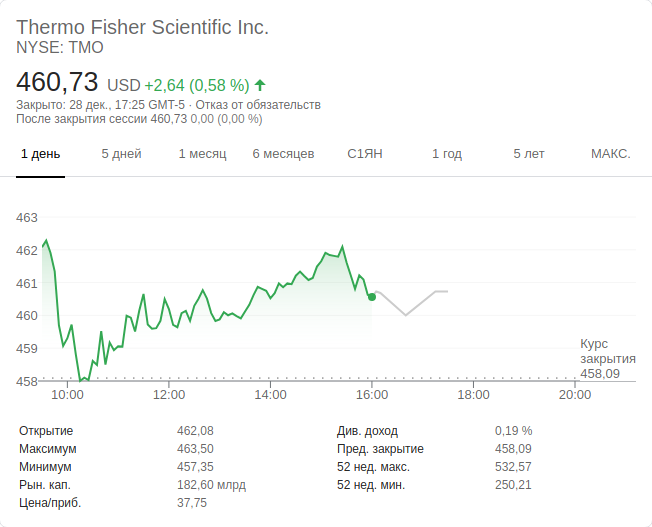 Thermo Fisher Scientific Inc.
NYSE: TMO
460,73 USD +2,64 (0,58 %)
Закрыто: 28 дек., 17:25 GMT-5 · Отказ от обязательств
После закрытия сессии 460,73 0,00 (0,00 %)
1 день 5 дней 1 месяц 6 месяцев С1ЯН 1 год 5 лет МАКС.
463
462
461
460
459
458
Курс
закрытия
458,09
10:00 12:00 14:00 16:00 18:00 20:00
Открытие 462,08 Див. доход 0,19 %
Максимум 463,50 Пред. закрытие 458,09
Минимум 457,35 52 нед. макс. 532,57
Рын. кап. 182,60 млрд 52 нед. мин. 250,21
Цена/приб. 37,75